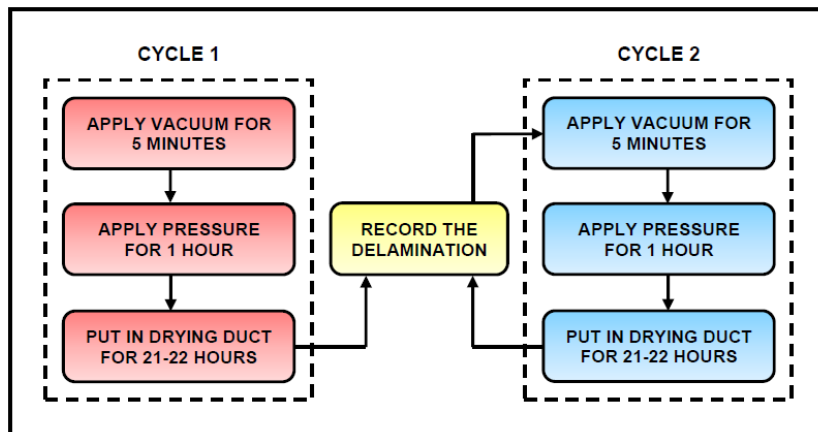 CYCLE 1
APPLY VACUUM FOR
5 MINUTES
APPLY PRESSURE
FOR 1 HOUR
PUT IN DRYING DUCT
FOR 21-22 HOURS
RECORD THE
DELAMINATION
CYCLE 2
APPLY VACUUM FOR
5 MINUTES
APPLY PRESSURE
FOR 1 HOUR
PUT IN DRYING DUCT
FOR 21-22 HOURS